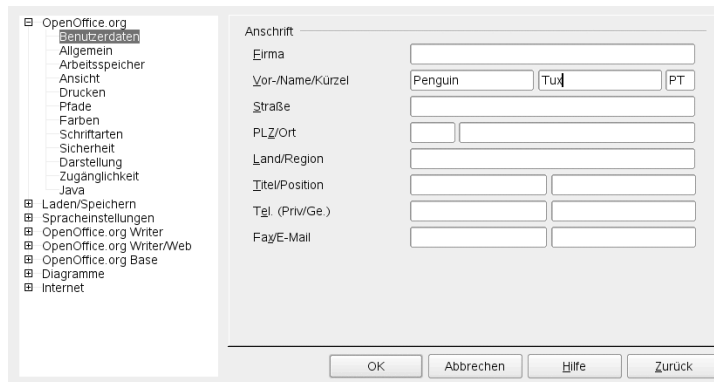 OpenOffice.org
Benutzerdaten
Allgemein
Arbeitsspeicher
Ansicht
Drucken
Pfade
Farben
Schriftarten
Sicherheit
Darstellung
Zugänglichkeit
Java
Laden/Speichern
Spracheinstellungen
OpenOffice.org Writer
OpenOffice.org Writer/Web
OpenOffice.org Base
Diagramme
Internet
Anschrift
Firma
Vor-/Name/Kürzel Penguin Tux PT
Straße
PLZ/Ort
Land/Region
Titel/Position
Tel. (Priv/Ge.)
Fax/E-Mail
OK Abbrechen Hilfe Zurück